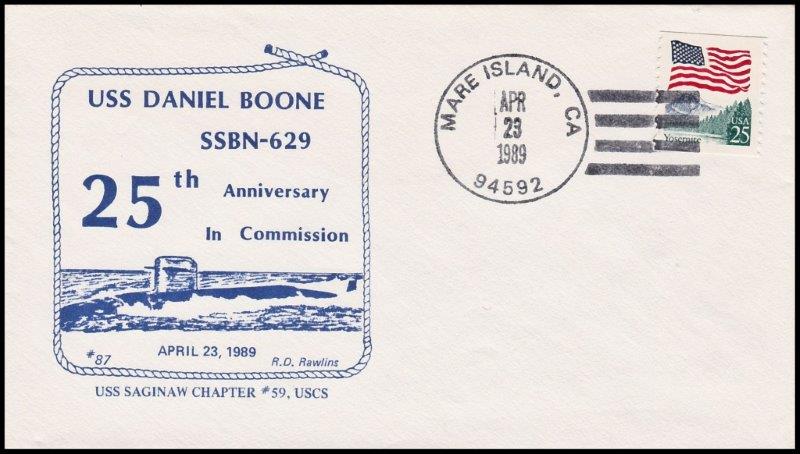 USS DANIEL BOONE
SSBN-629
25th Anniversary
In Commission
#87
APRIL 23, 1989
R.D. Rawlins
USS SAGINAW CHAPTER #59, USCS
MARE ISLAND, CA
APR
23
1989
94592
Yosemite
USA
25